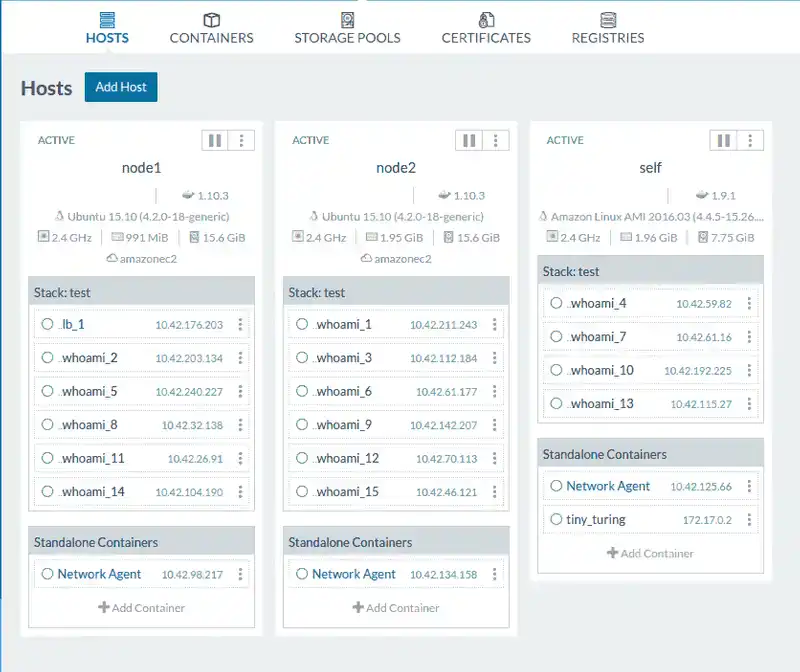 HOSTS
CONTAINERS
STORAGE POOLS
CERTIFICATES
REGISTRIES
Hosts
Add Host
ACTIVE
node1
1.10.3
Ubuntu 15.10 (4.2.0-18-generic)
2.4 GHz
991 MiB
15.6 GiB
amazonec2
Stack: test
..lb_1 10.42.176.203
..whoami_2 10.42.203.134
..whoami_5 10.42.240.227
..whoami_8 10.42.32.138
..whoami_11 10.42.26.91
..whoami_14 10.42.104.190
Standalone Containers
Network Agent 10.42.98.217
Add Container
ACTIVE
node2
1.10.3
Ubuntu 15.10 (4.2.0-18-generic)
2.4 GHz
1.95 GiB
15.6 GiB
amazonec2
Stack: test
..whoami_1 10.42.211.243
..whoami_3 10.42.112.184
..whoami_6 10.42.61.177
..whoami_9 10.42.142.207
..whoami_12 10.42.70.113
..whoami_15 10.42.46.121
Standalone Containers
Network Agent 10.42.134.158
Add Container
ACTIVE
self
1.9.1
Amazon Linux AMI 2016.03 (4.4.5-15.26....
2.4 GHz
1.96 GiB
7.75 GiB
Stack: test
..whoami_4 10.42.59.82
..whoami_7 10.42.61.16
..whoami_10 10.42.192.225
..whoami_13 10.42.115.27
Standalone Containers
Network Agent 10.42.125.66
tiny_turing 172.17.0.2
Add Container